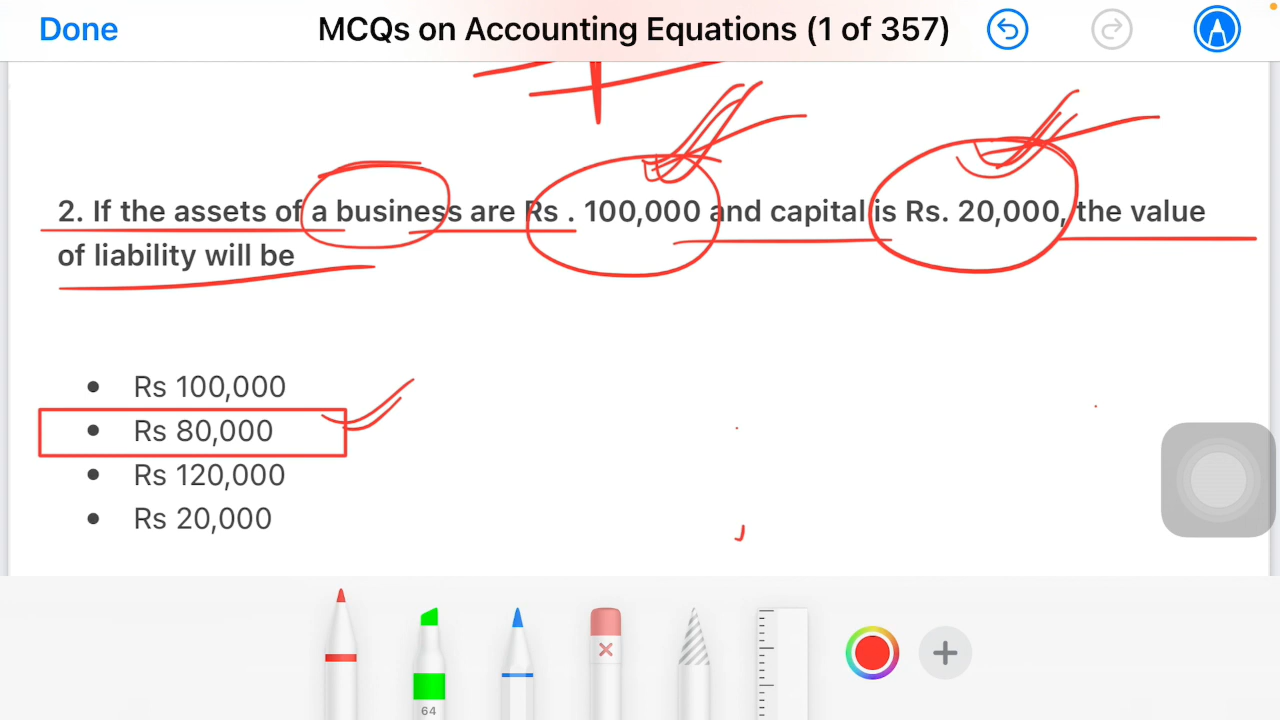 Done MCQs on Accounting Equations (1 of 357)
2. If the assets of a business are Rs . 100,000 and capital is Rs. 20,000, the value
of liability will be
• Rs 100,000
• Rs 80,000
• Rs 120,000
• Rs 20,000
64